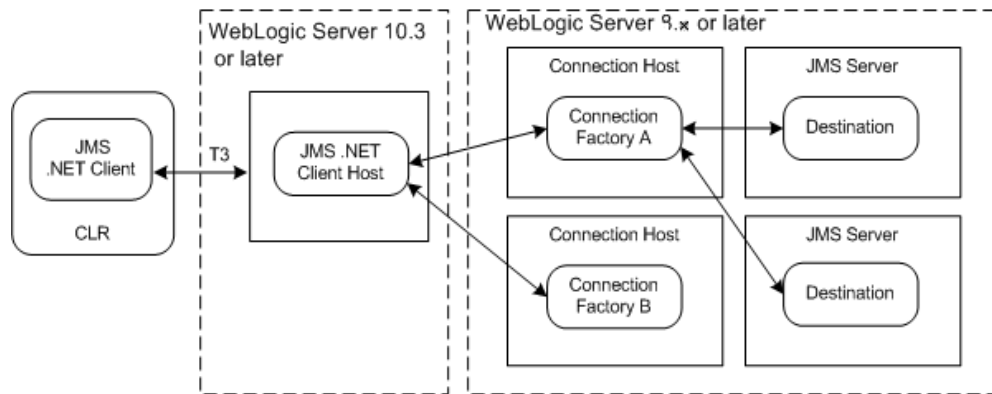 WebLogic Server 10.3
or later
WebLogic Server ٩.× or later
JMS
.NET Client
CLR
T3
JMS .NET
Client Host
Connection Host
Connection
Factory A
JMS Server
Destination
Connection Host
Connection
Factory B
JMS Server
Destination